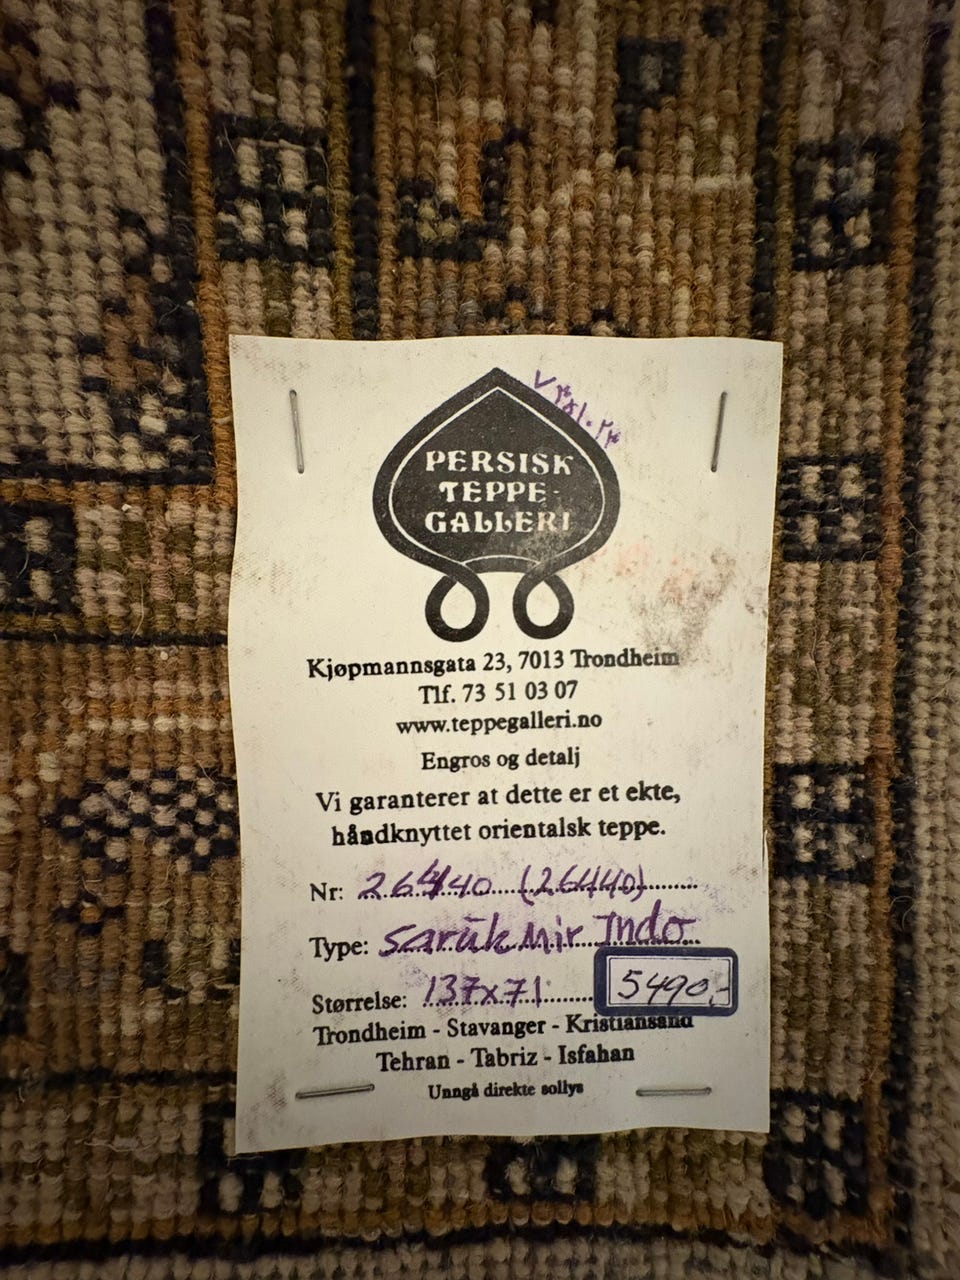 PERSISK
TEPPE-
GALLERI
Kjøpmannsgata 23, 7013 Trondheim
Tlf. 73 51 03 07
www.teppegalleri.no
Engros og detalj
Vi garanterer at dette er et ekte,
håndknyttet orientalsk teppe.
Nr: 26440 (26440)
Type: Sarūk Mir Indo
Størrelse: 137x71 5490,-
Trondheim - Stavanger - Kristiansand
Tehran - Tabriz - Isfahan
Unngå direkte sollys